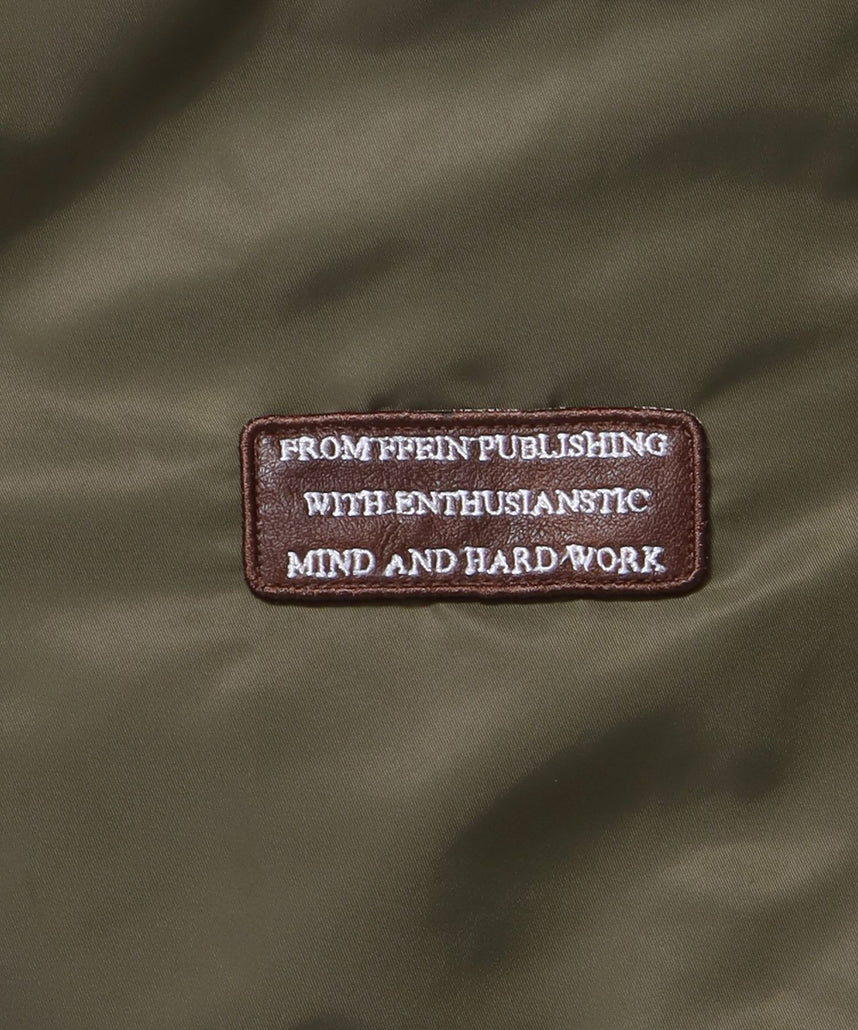 FROM FFEIN PUBLISHING
WITH ENTHUSIANSTIC
MIND AND HARD WORK